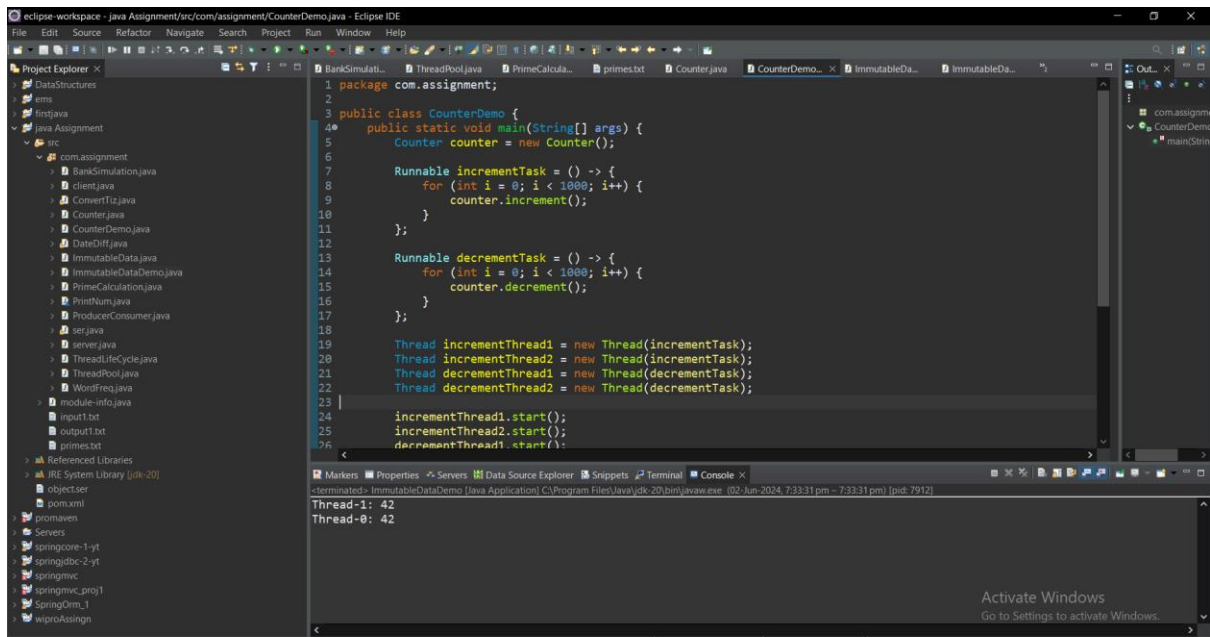 eclipse-workspace - java Assignment/src/com/assignment/CounterDemo.java - Eclipse IDE
File Edit Source Refactor Navigate Search Project Run Window Help
Project Explorer
DataStructures
ems
firstjava
java Assignment
src
com.assignment
BankSimulation.java
client.java
ConvertTiz.java
Counter.java
CounterDemo.java
DateDiff.java
ImmutableData.java
ImmutableDataDemo.java
PrimeCalculation.java
PrintNum.java
ProducerConsumer.java
ser.java
server.java
ThreadLifeCycle.java
ThreadPool.java
WordFreq.java
module-info.java
input1.txt
output1.txt
primes.txt
Referenced Libraries
JRE System Library [jdk-20]
object.ser
pom.xml
promaven
Servers
springcore-1-yt
springjdbc-2-yt
springmvc
springmvc_proj1
SpringOrm_1
wiproAssingn
BankSimulati... ThreadPool.java PrimeCalcula... primes.txt Counter.java CounterDemo... ImmutableDa... ImmutableDa...
1 package com.assignment;
2
3 public class CounterDemo {
4 public static void main(String[] args) {
5 Counter counter = new Counter();
6
7 Runnable incrementTask = () -> {
8 for (int i = 0; i < 1000; i++) {
9 counter.increment();
10 }
11 };
12
13 Runnable decrementTask = () -> {
14 for (int i = 0; i < 1000; i++) {
15 counter.decrement();
16 }
17 };
18
19 Thread incrementThread1 = new Thread(incrementTask);
20 Thread incrementThread2 = new Thread(incrementTask);
21 Thread decrementThread1 = new Thread(decrementTask);
22 Thread decrementThread2 = new Thread(decrementTask);
23
24 incrementThread1.start();
25 incrementThread2.start();
26 decrementThread1.start();
Out...
com.assignm
CounterDemo
main(Strin
Markers Properties Servers Data Source Explorer Snippets Terminal Console
<terminated> ImmutableDataDemo [Java Application] C:\Program Files\Java\jdk-20\bin\javaw.exe (02-Jun-2024, 7:33:31 pm – 7:33:31 pm) [pid: 7912]
Thread-1: 42
Thread-0: 42
Activate Windows
Go to Settings to activate Windows.